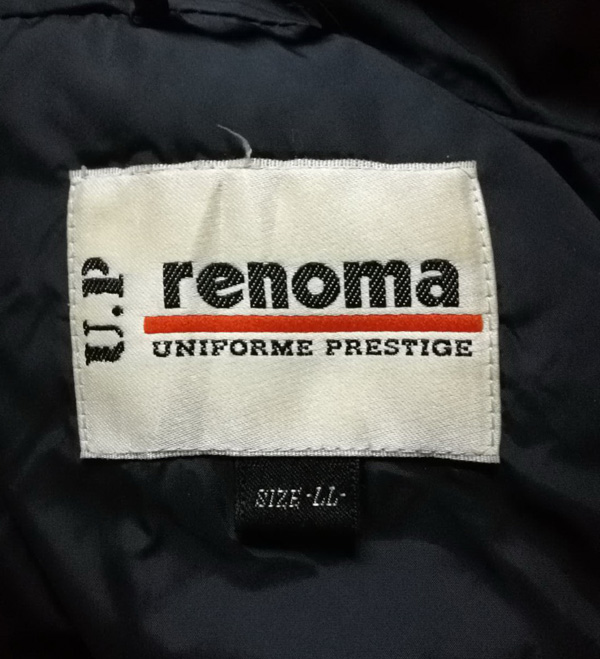 U.P
renoma
UNIFORME PRESTIGE
SIZE -LL-